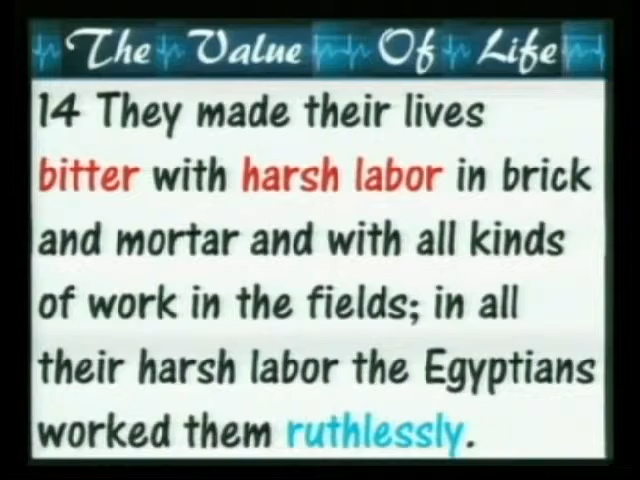 The Value Of Life
14 They made their lives
bitter with harsh labor in brick
and mortar and with all kinds
of work in the fields; in all
their harsh labor the Egyptians
worked them ruthlessly.